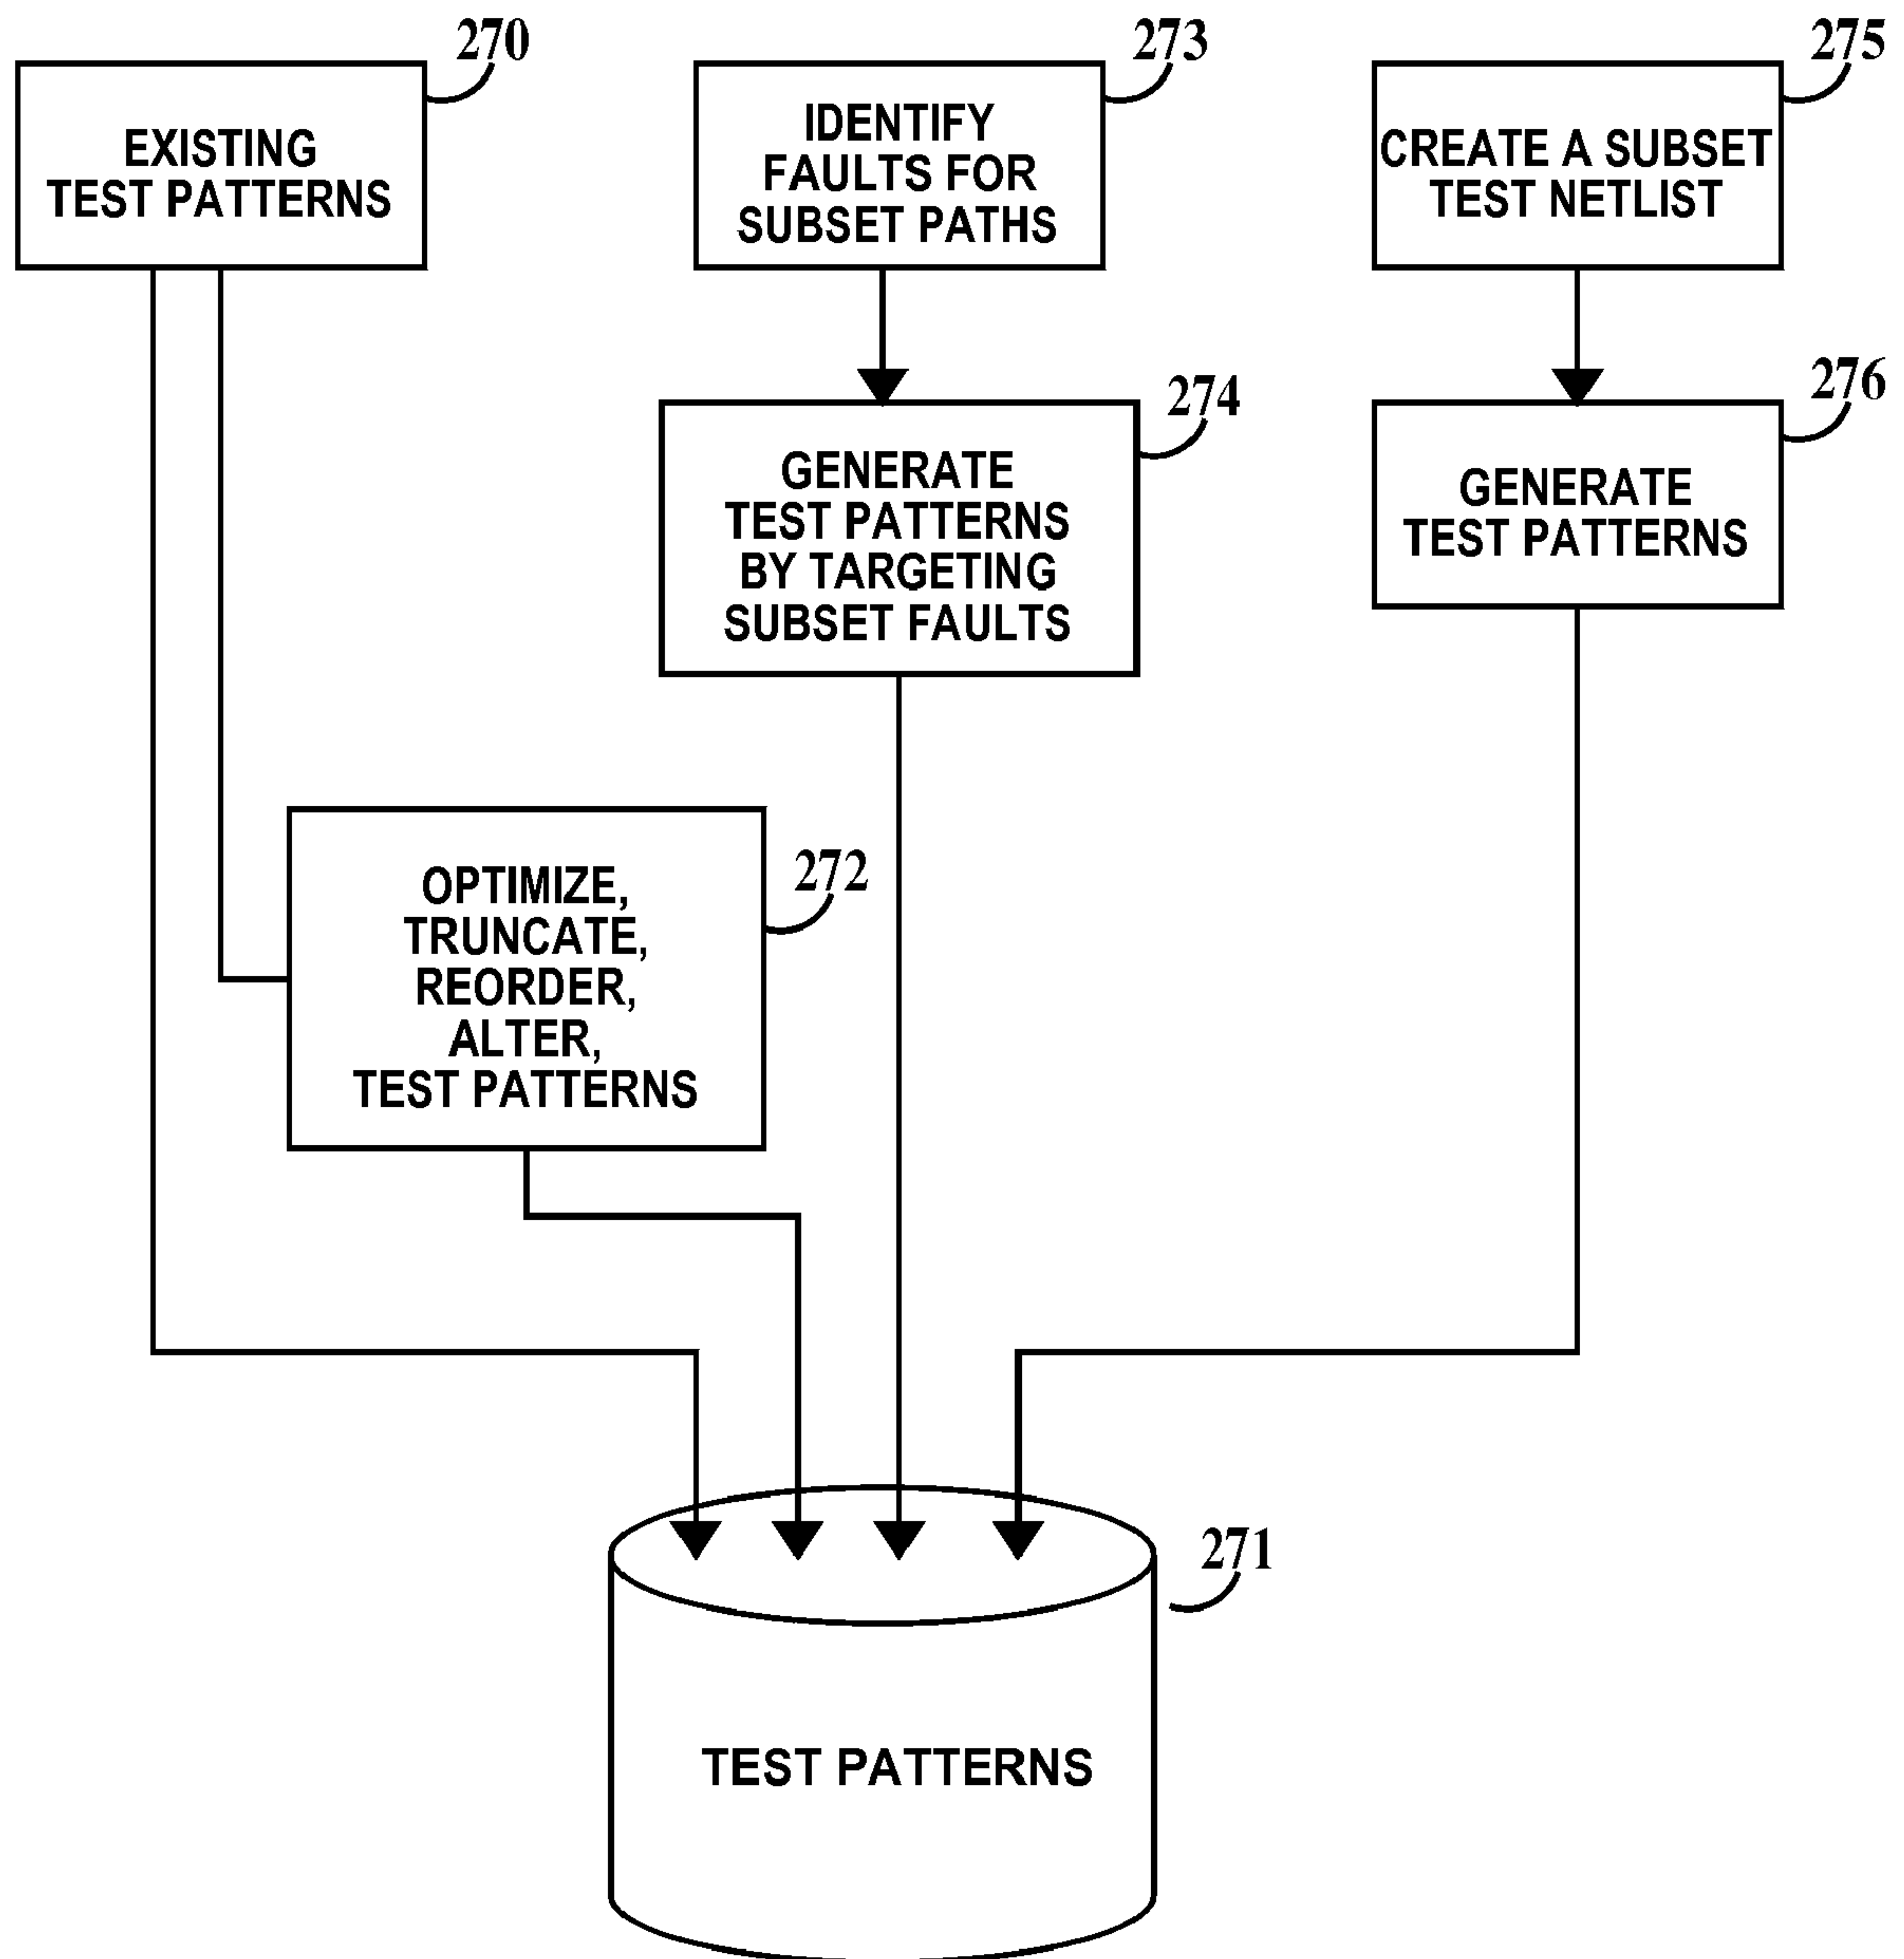 270
EXISTING
TEST PATTERNS
273
IDENTIFY
FAULTS FOR
SUBSET PATHS
275
CREATE A SUBSET
TEST NETLIST
274
GENERATE
TEST PATTERNS
BY TARGETING
SUBSET FAULTS
276
GENERATE
TEST PATTERNS
272
OPTIMIZE,
TRUNCATE,
REORDER,
ALTER,
TEST PATTERNS
271
TEST PATTERNS